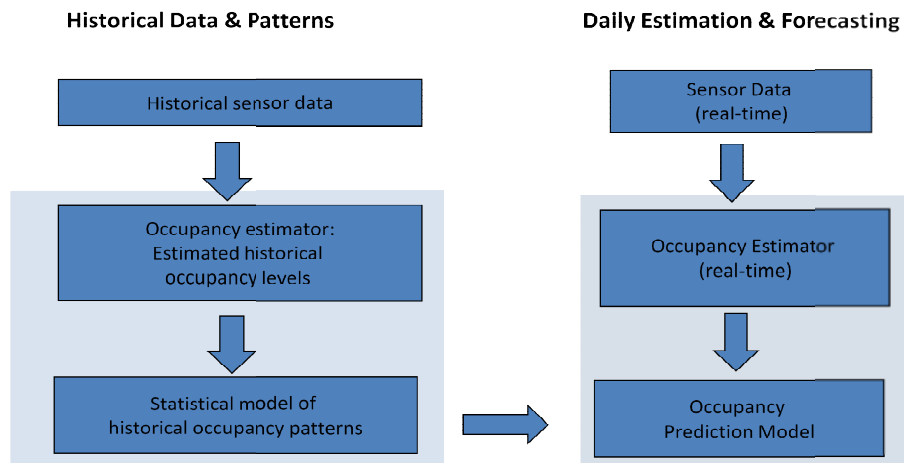 Historical Data & Patterns
Historical sensor data
Occupancy estimator:
Estimated historical
occupancy levels
Statistical model of
historical occupancy patterns
Daily Estimation & Forecasting
Sensor Data
(real-time)
Occupancy Estimator
(real-time)
Occupancy
Prediction Model